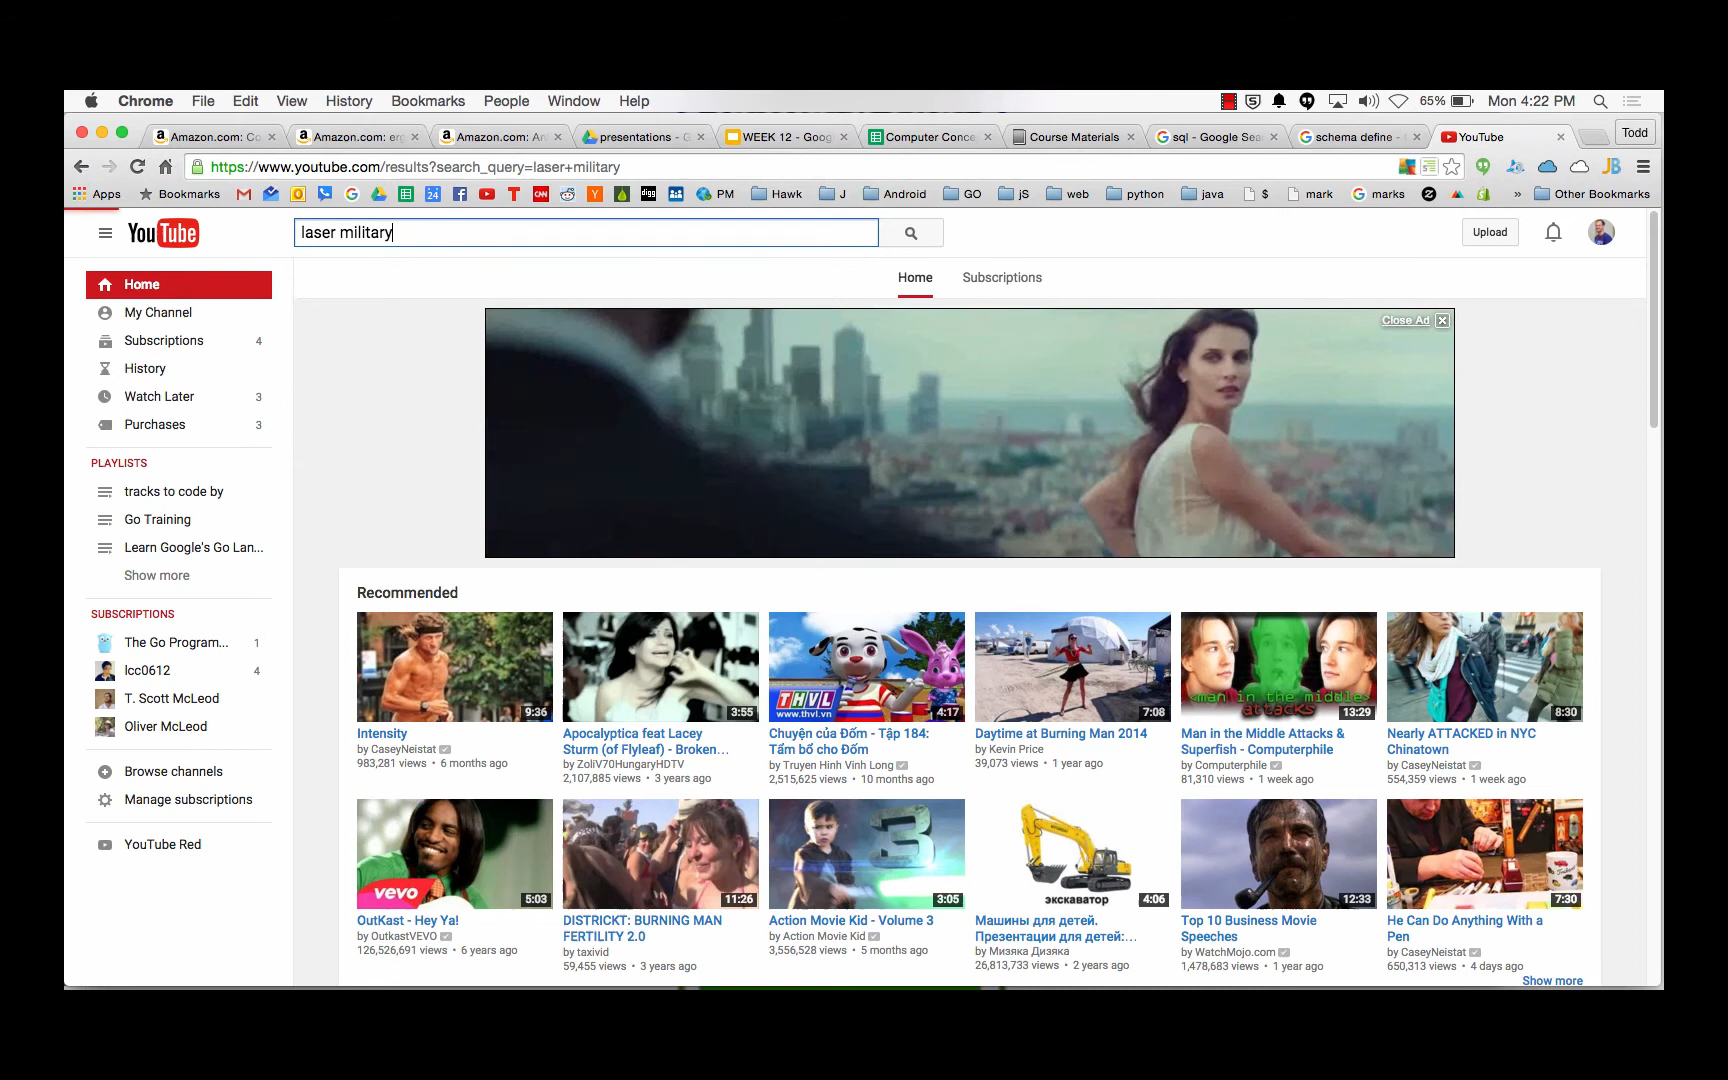 Chrome File Edit View History Bookmarks People Window Help
65% Mon 4:22 PM
Amazon.com: Co
Amazon.com: erg
Amazon.com: An
presentations - G
WEEK 12 - Goog
Computer Conce
Course Materials
sql - Google Sea
schema define - G
YouTube
Todd
https://www.youtube.com/results?search_query=laser+military
Apps Bookmarks PM Hawk J Android GO jS web python java $ mark marks » Other Bookmarks
YouTube
laser military
Upload
Home
My Channel
Subscriptions 4
History
Watch Later 3
Purchases 3
PLAYLISTS
tracks to code by
Go Training
Learn Google's Go Lan...
Show more
SUBSCRIPTIONS
The Go Program... 1
lcc0612 4
T. Scott McLeod
Oliver McLeod
Browse channels
Manage subscriptions
YouTube Red
Home Subscriptions
Close Ad
Recommended
9:36
Intensity
by CaseyNeistat
983,281 views • 6 months ago
3:55
Apocalyptica feat Lacey
Sturm (of Flyleaf) - Broken...
by ZoliV70HungaryHDTV
2,107,885 views • 3 years ago
THVL
www.thvl.vn
4:17
Chuyện của Đốm - Tập 184:
Tẩm bổ cho Đốm
by Truyen Hinh Vinh Long
2,515,625 views • 10 months ago
7:08
Daytime at Burning Man 2014
by Kevin Price
39,073 views • 1 year ago
<man in the middle>
attacks
13:29
Man in the Middle Attacks &
Superfish - Computerphile
by Computerphile
81,310 views • 1 week ago
8:30
Nearly ATTACKED in NYC
Chinatown
by CaseyNeistat
554,359 views • 1 week ago
vevo
5:03
OutKast - Hey Ya!
by OutkastVEVO
126,526,691 views • 6 years ago
11:26
DISTRICKT: BURNING MAN
FERTILITY 2.0
by taxivid
59,455 views • 3 years ago
3
3:05
Action Movie Kid - Volume 3
by Action Movie Kid
3,556,528 views • 5 months ago
экскаватор
4:06
Машины для детей.
Презентации для детей:...
by Мизяка Дизяка
26,813,733 views • 2 years ago
12:33
Top 10 Business Movie
Speeches
by WatchMojo.com
1,478,683 views • 1 year ago
7:30
He Can Do Anything With a
Pen
by CaseyNeistat
650,313 views • 4 days ago
Show more